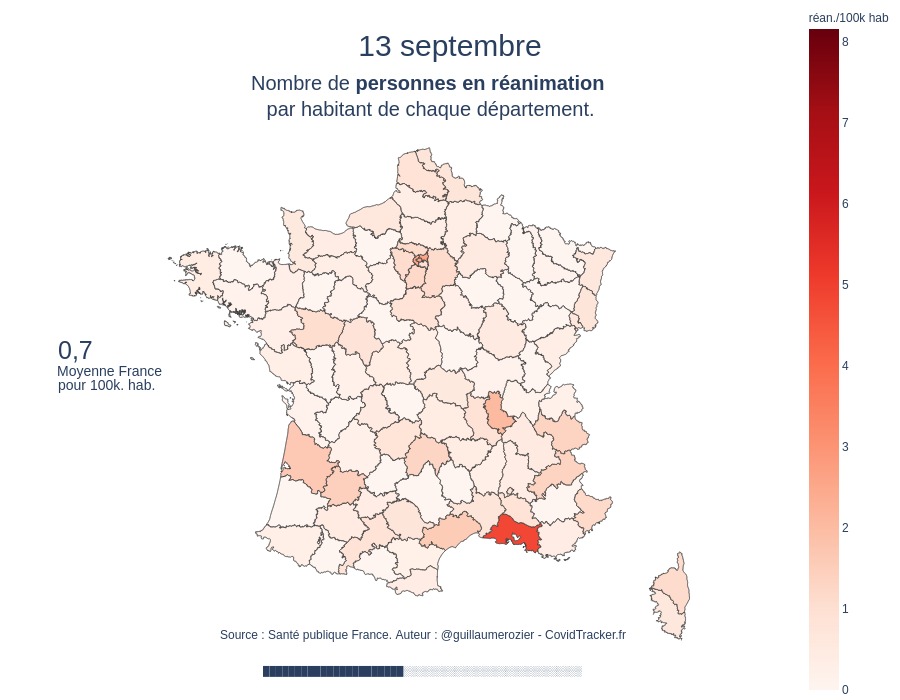 réan./100k hab
13 septembre
Nombre de personnes en réanimation
par habitant de chaque département.
8
7
6
5
4
3
2
1
0
0,7
Moyenne France
pour 100k. hab.
Source : Santé publique France. Auteur : @guillaumerozier - CovidTracker.fr